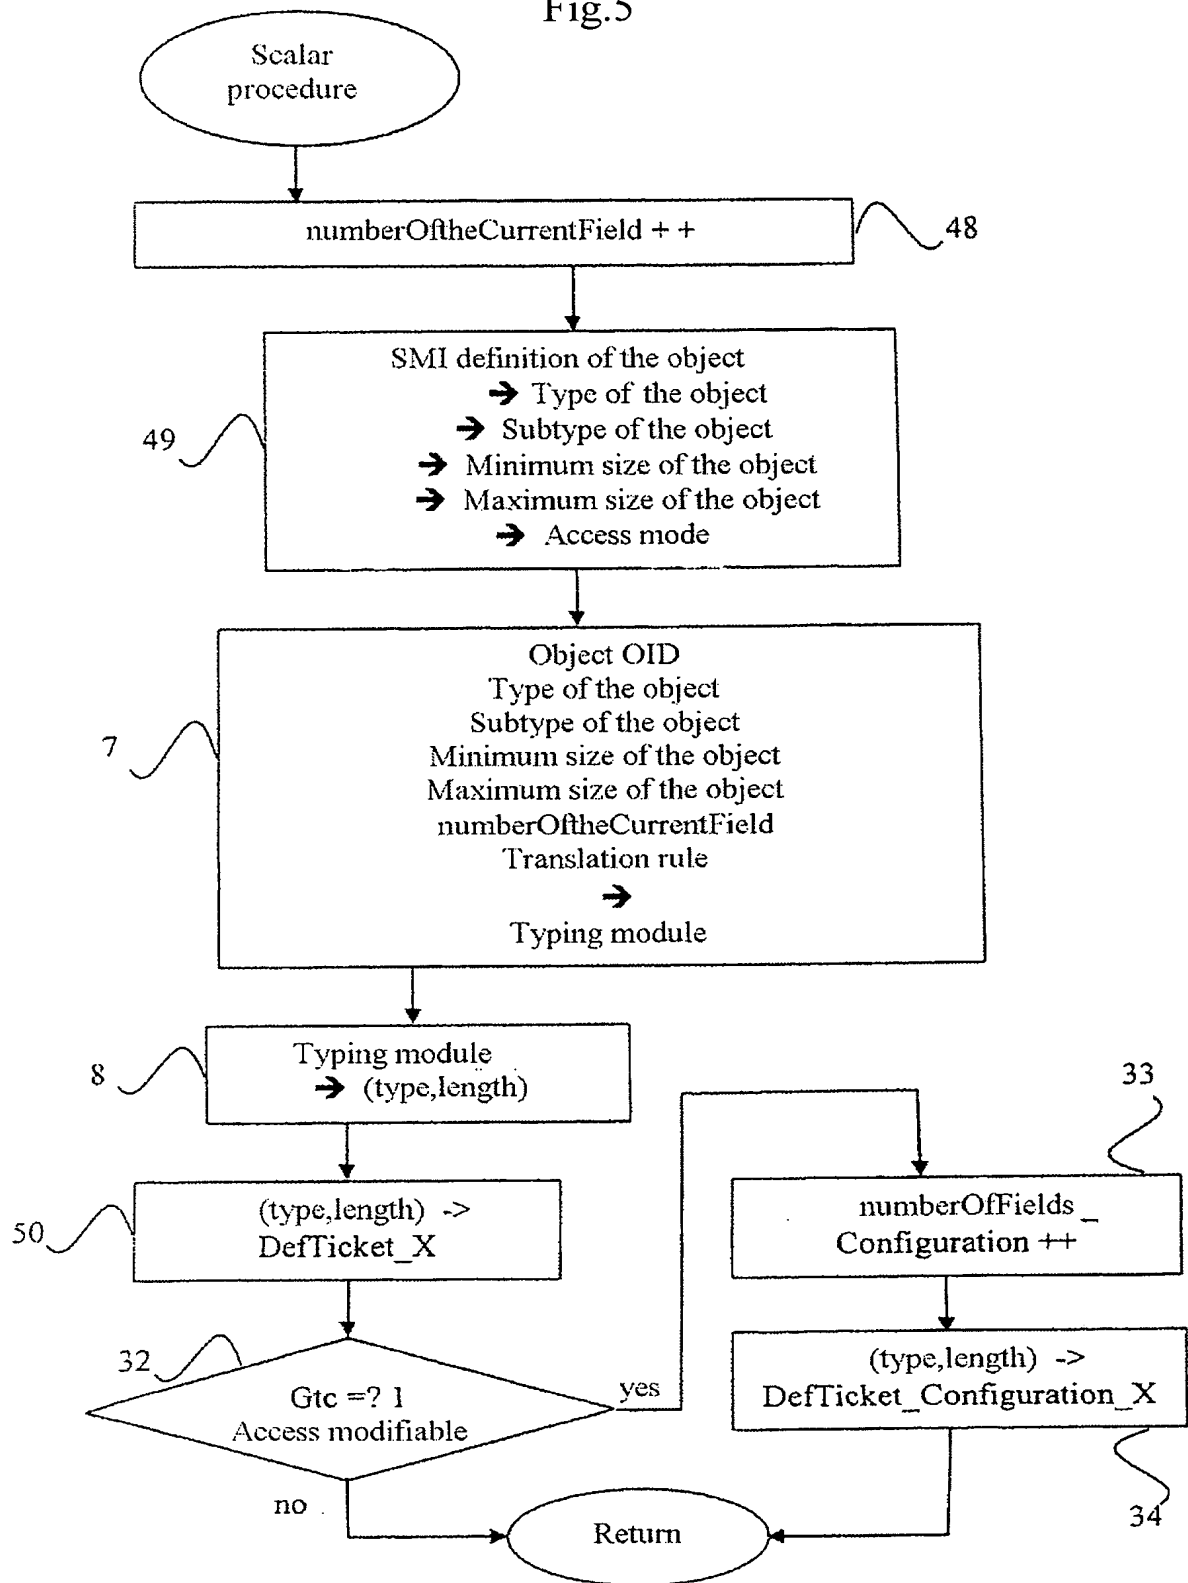 Fig.5
Scalar
procedure
numberOftheCurrentField + +
48
SMI definition of the object
➔ Type of the object
➔ Subtype of the object
➔ Minimum size of the object
➔ Maximum size of the object
➔ Access mode
49
Object OID
Type of the object
Subtype of the object
Minimum size of the object
Maximum size of the object
numberOftheCurrentField
Translation rule
➔
Typing module
7
Typing module
➔ (type,length)
8
(type,length) ->
DefTicket_X
50
32
Gtc =? 1
Access modifiable
yes
no
33
numberOfFields_
Configuration ++
(type,length) ->
DefTicket_Configuration_X
34
Return